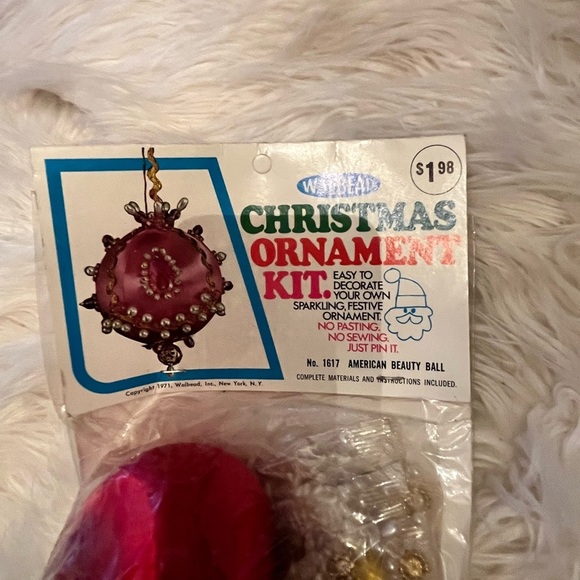 $1.98
WALBEAD
CHRISTMAS
ORNAMENT
KIT.
EASY TO
DECORATE
YOUR OWN
SPARKLING, FESTIVE
ORNAMENT.
NO PASTING,
NO SEWING,
JUST PIN IT.
No. 1617 AMERICAN BEAUTY BALL
COMPLETE MATERIALS AND INSTRUCTIONS INCLUDED.
Copyright 1971, Walbead, Inc., New York, N.Y.